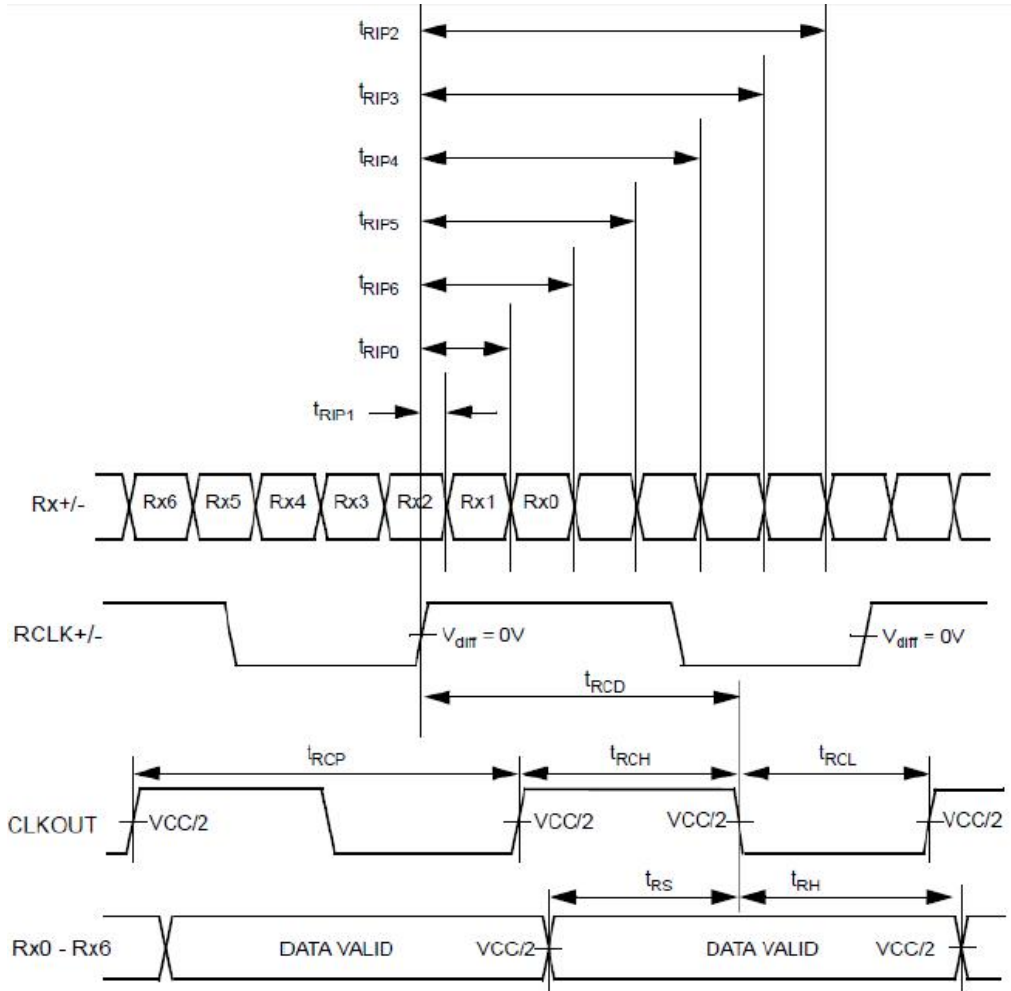 tRIP2
tRIP3
tRIP4
tRIP5
tRIP6
tRIP0
tRIP1
Rx+/- Rx6 Rx5 Rx4 Rx3 Rx2 Rx1 Rx0
RCLK+/- Vdiff = 0V Vdiff = 0V
tRCD
tRCP tRCH tRCL
CLKOUT VCC/2 VCC/2 VCC/2 VCC/2
tRS tRH
Rx0 - Rx6 DATA VALID VCC/2 DATA VALID VCC/2